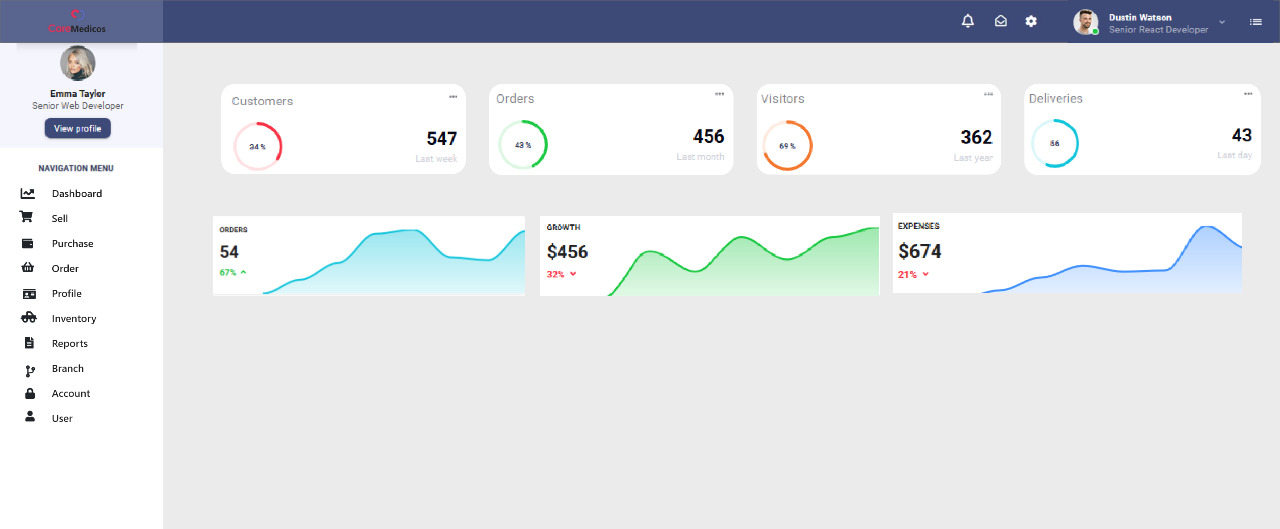 Medicos
Dustin Watson
Senior React Developer
Emma Tayler
Senior Web Developer
View profile
NAVIGATION MENU
Dashboard
Sell
Purchase
Order
Profile
Inventory
Reports
Branch
Account
User
Customers
34 %
547
Last week
Orders
43 %
456
Last month
Visitors
69 %
362
Last year
Deliveries
56
43
Last day
ORDERS
54
67%
GROWTH
$456
32%
EXPENSES
$674
21%